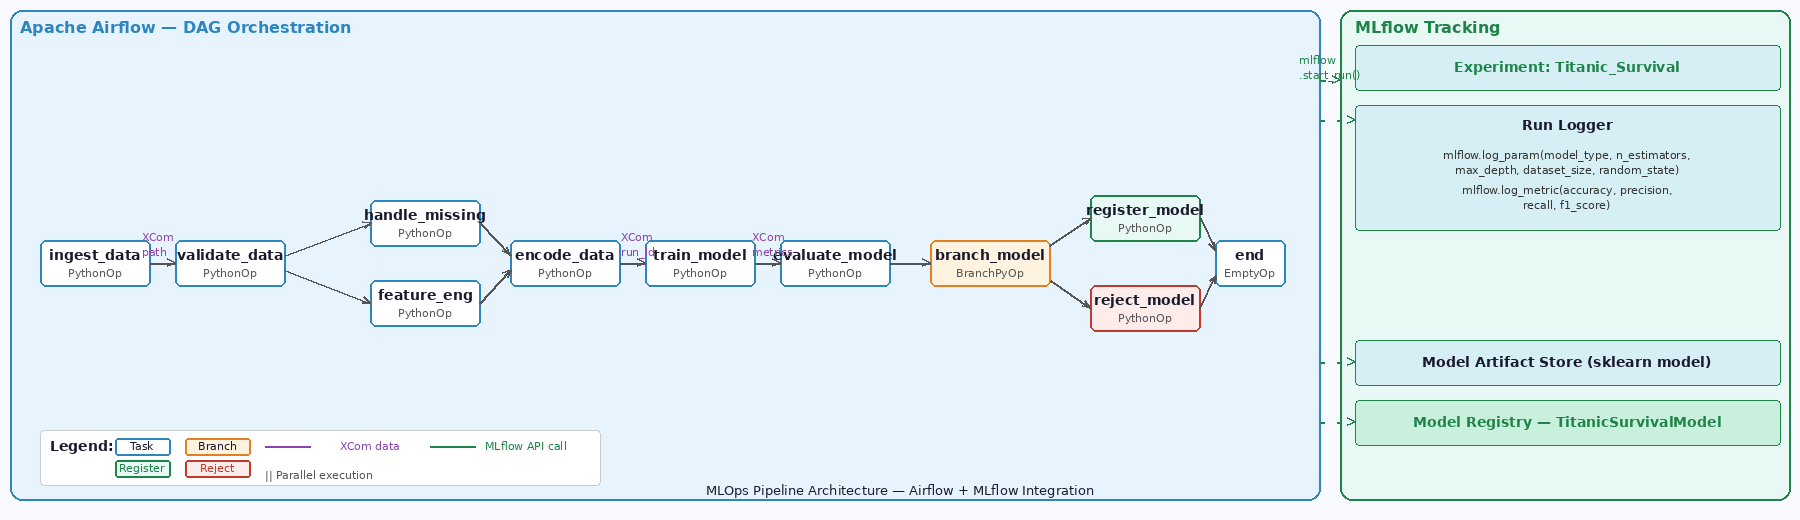 Apache Airflow — DAG Orchestration
ingest_data
PythonOp
XCom
path
validate_data
PythonOp
handle_missing
PythonOp
feature_eng
PythonOp
encode_data
PythonOp
XCom
run_id
train_model
PythonOp
XCom
metrics
evaluate_model
PythonOp
branch_model
BranchPyOp
register_model
PythonOp
reject_model
PythonOp
end
EmptyOp
Legend:
Task
Branch
XCom data
MLflow API call
Register
Reject
|| Parallel execution
MLOps Pipeline Architecture — Airflow + MLflow Integration
mlflow
.start_run()
MLflow Tracking
Experiment: Titanic_Survival
Run Logger
mlflow.log_param(model_type, n_estimators,
max_depth, dataset_size, random_state)
mlflow.log_metric(accuracy, precision,
recall, f1_score)
Model Artifact Store (sklearn model)
Model Registry — TitanicSurvivalModel